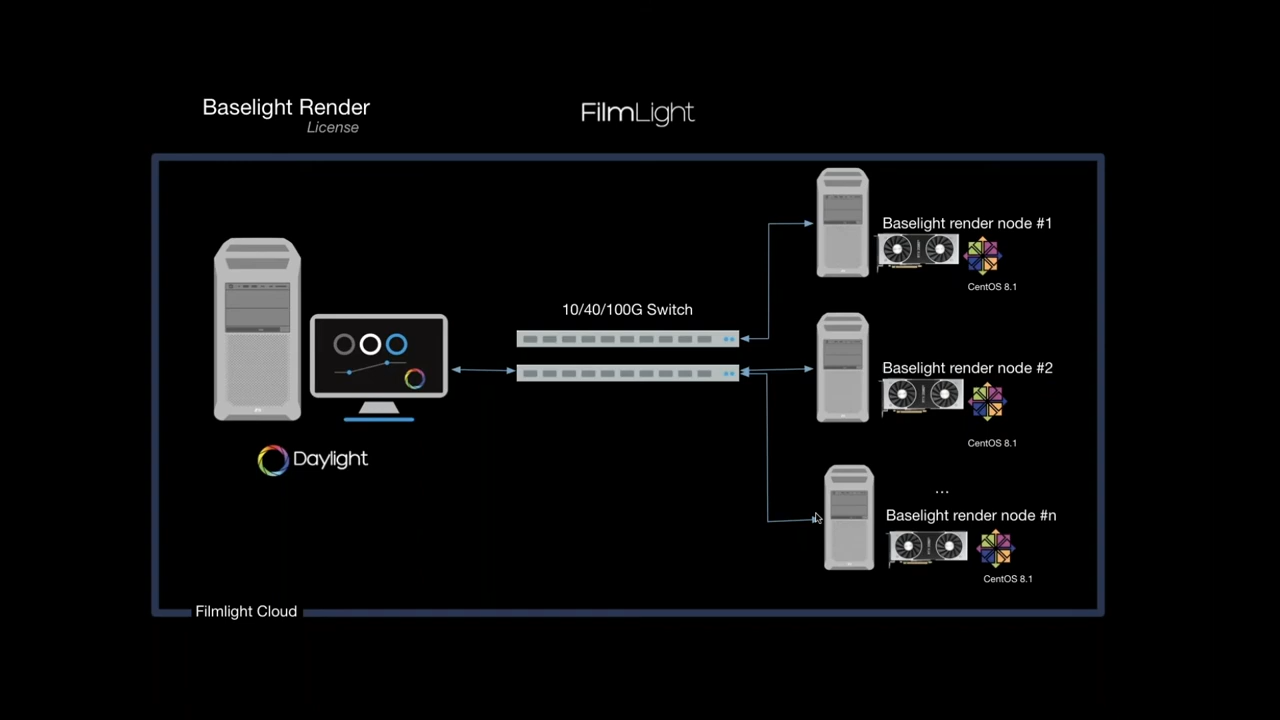 Baselight Render
License
FilmLight
Baselight render node #1
CentOS 8.1
10/40/100G Switch
Baselight render node #2
CentOS 8.1
Daylight
...
Baselight render node #n
CentOS 8.1
Filmlight Cloud